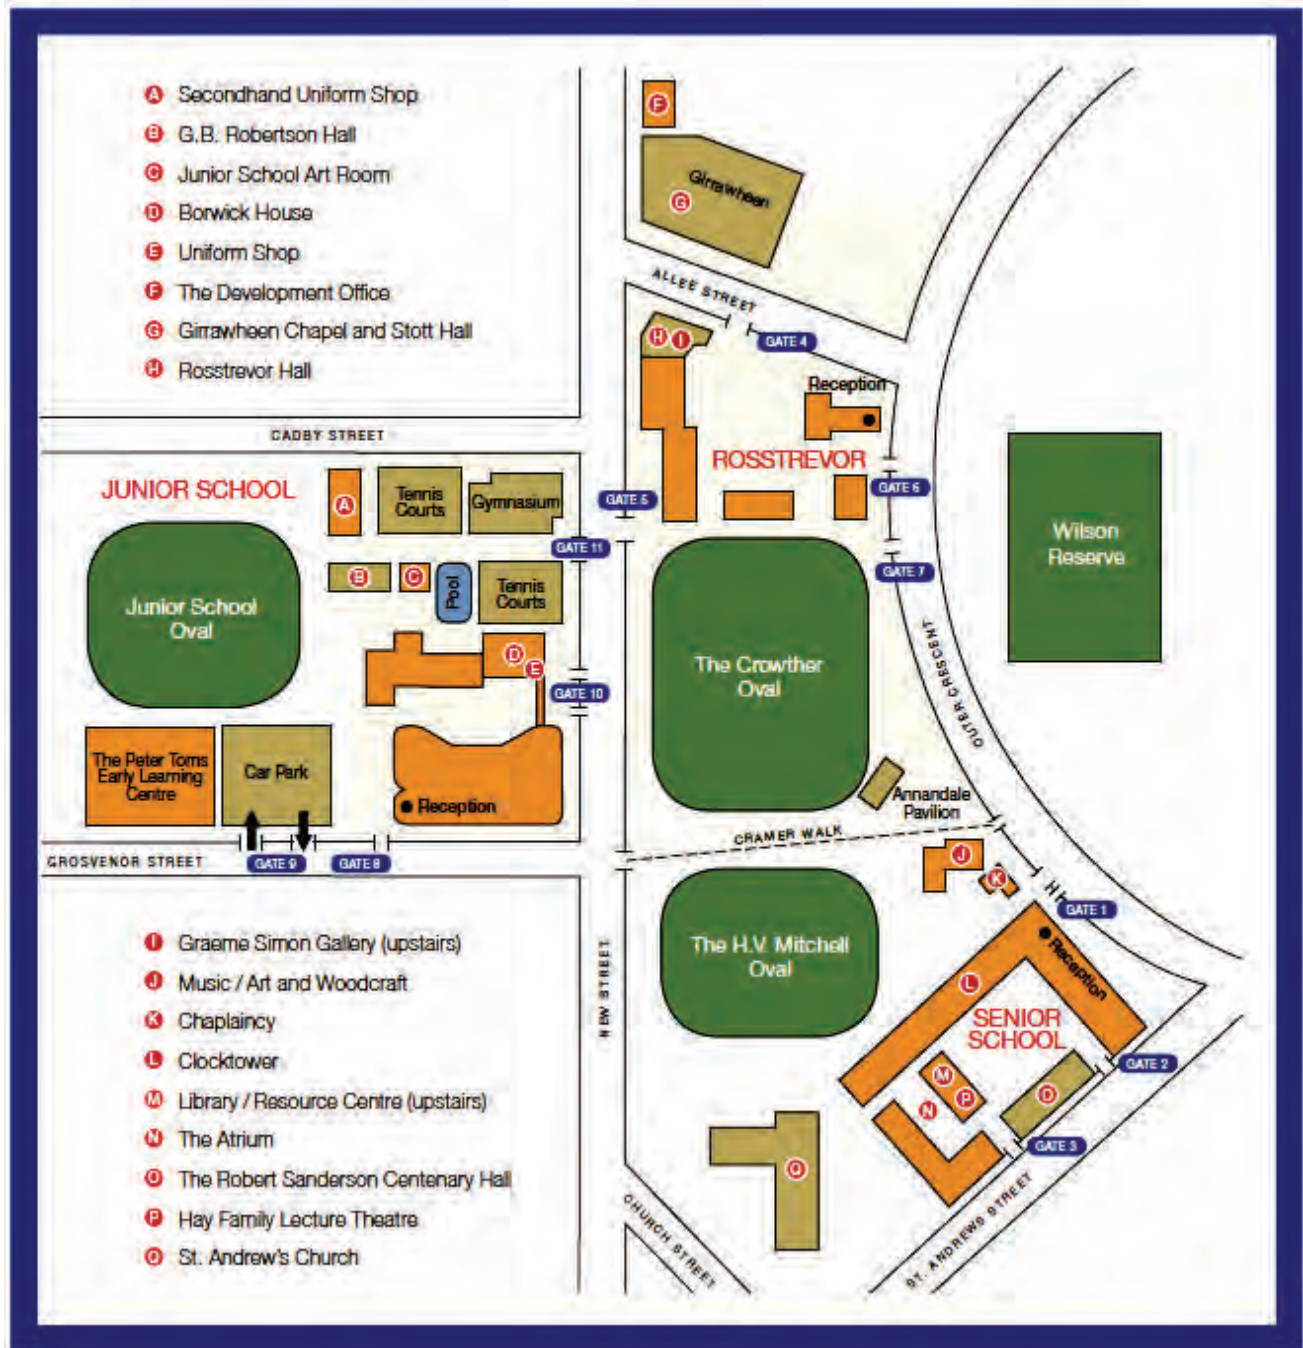 A Secondhand Uniform Shop
B G.B. Robertson Hall
C Junior School Art Room
D Borwick House
E Uniform Shop
F The Development Office
G Girrawheen Chapel and Stott Hall
H Rosstrevor Hall
F
Girrawheen
G
ALLEE STREET
H I
GATE 4
Reception
ROSSTREVOR
GATE 5
GATE 6
GATE 7
CADBY STREET
JUNIOR SCHOOL
A
Tennis
Courts
Gymnasium
GATE 11
B
C
Pool
Tennis
Courts
Junior School
Oval
D
E
GATE 10
The Peter Toms
Early Learning
Centre
Car Park
Reception
GROSVENOR STREET
GATE 9
GATE 8
Wilson
Reserve
The Crowther
Oval
OUTER CRESCENT
Annandale
Pavilion
CRAMER WALK
J
K
GATE 1
The H.V. Mitchell
Oval
NEW STREET
Reception
L
SENIOR
SCHOOL
GATE 2
M
P
N
O
GATE 3
Q
CHURCH STREET
ST. ANDREWS STREET
I Graeme Simon Gallery (upstairs)
J Music / Art and Woodcraft
K Chaplaincy
L Clocktower
M Library / Resource Centre (upstairs)
N The Atrium
O The Robert Sanderson Centenary Hall
P Hay Family Lecture Theatre
Q St. Andrew's Church